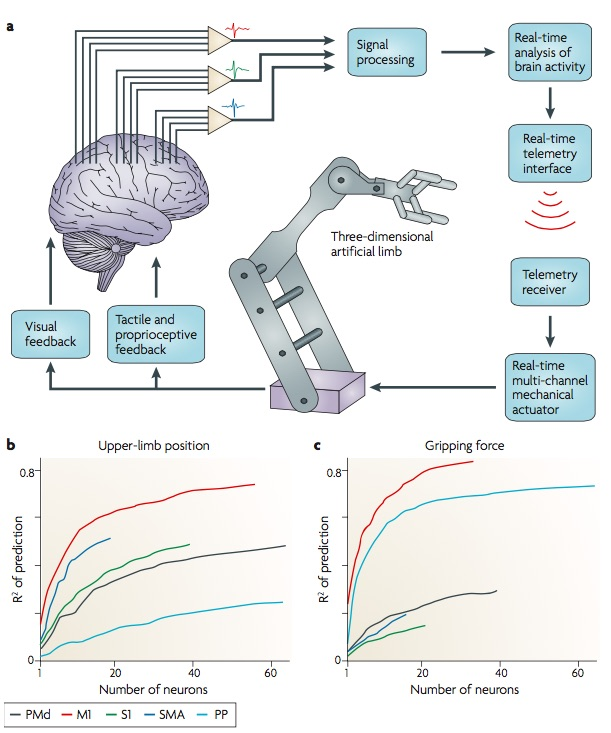 a
Signal
processing
Real-time
analysis of
brain activity
Real-time
telemetry
interface
Three-dimensional
artificial limb
Telemetry
receiver
Visual
feedback
Tactile and
proprioceptive
feedback
Real-time
multi-channel
mechanical
actuator
b
Upper-limb position
R² of prediction
0.8
0
1
20
40
60
Number of neurons
c
Gripping force
R² of prediction
0.8
0
1
20
40
60
Number of neurons
PMd
M1
S1
SMA
PP